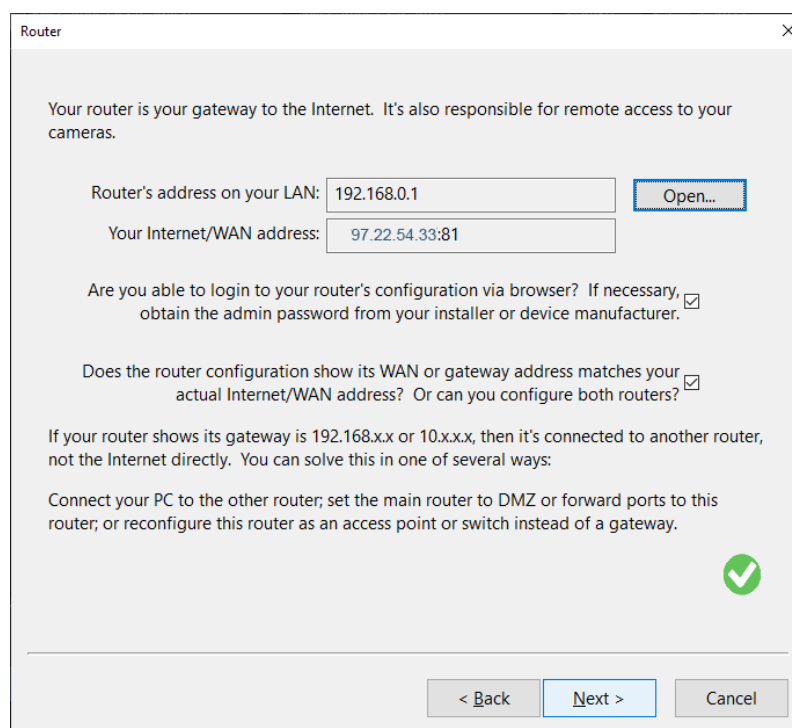 Router
Your router is your gateway to the Internet.  It's also responsible for remote access to your
cameras.
Router's address on your LAN: 192.168.0.1 Open...
Your Internet/WAN address: 97.22.54.33:81
Are you able to login to your router's configuration via browser?  If necessary,
obtain the admin password from your installer or device manufacturer.
Does the router configuration show its WAN or gateway address matches your
actual Internet/WAN address?  Or can you configure both routers?
If your router shows its gateway is 192.168.x.x or 10.x.x.x, then it's connected to another router,
not the Internet directly.  You can solve this in one of several ways:
Connect your PC to the other router; set the main router to DMZ or forward ports to this
router; or reconfigure this router as an access point or switch instead of a gateway.
< Back Next > Cancel